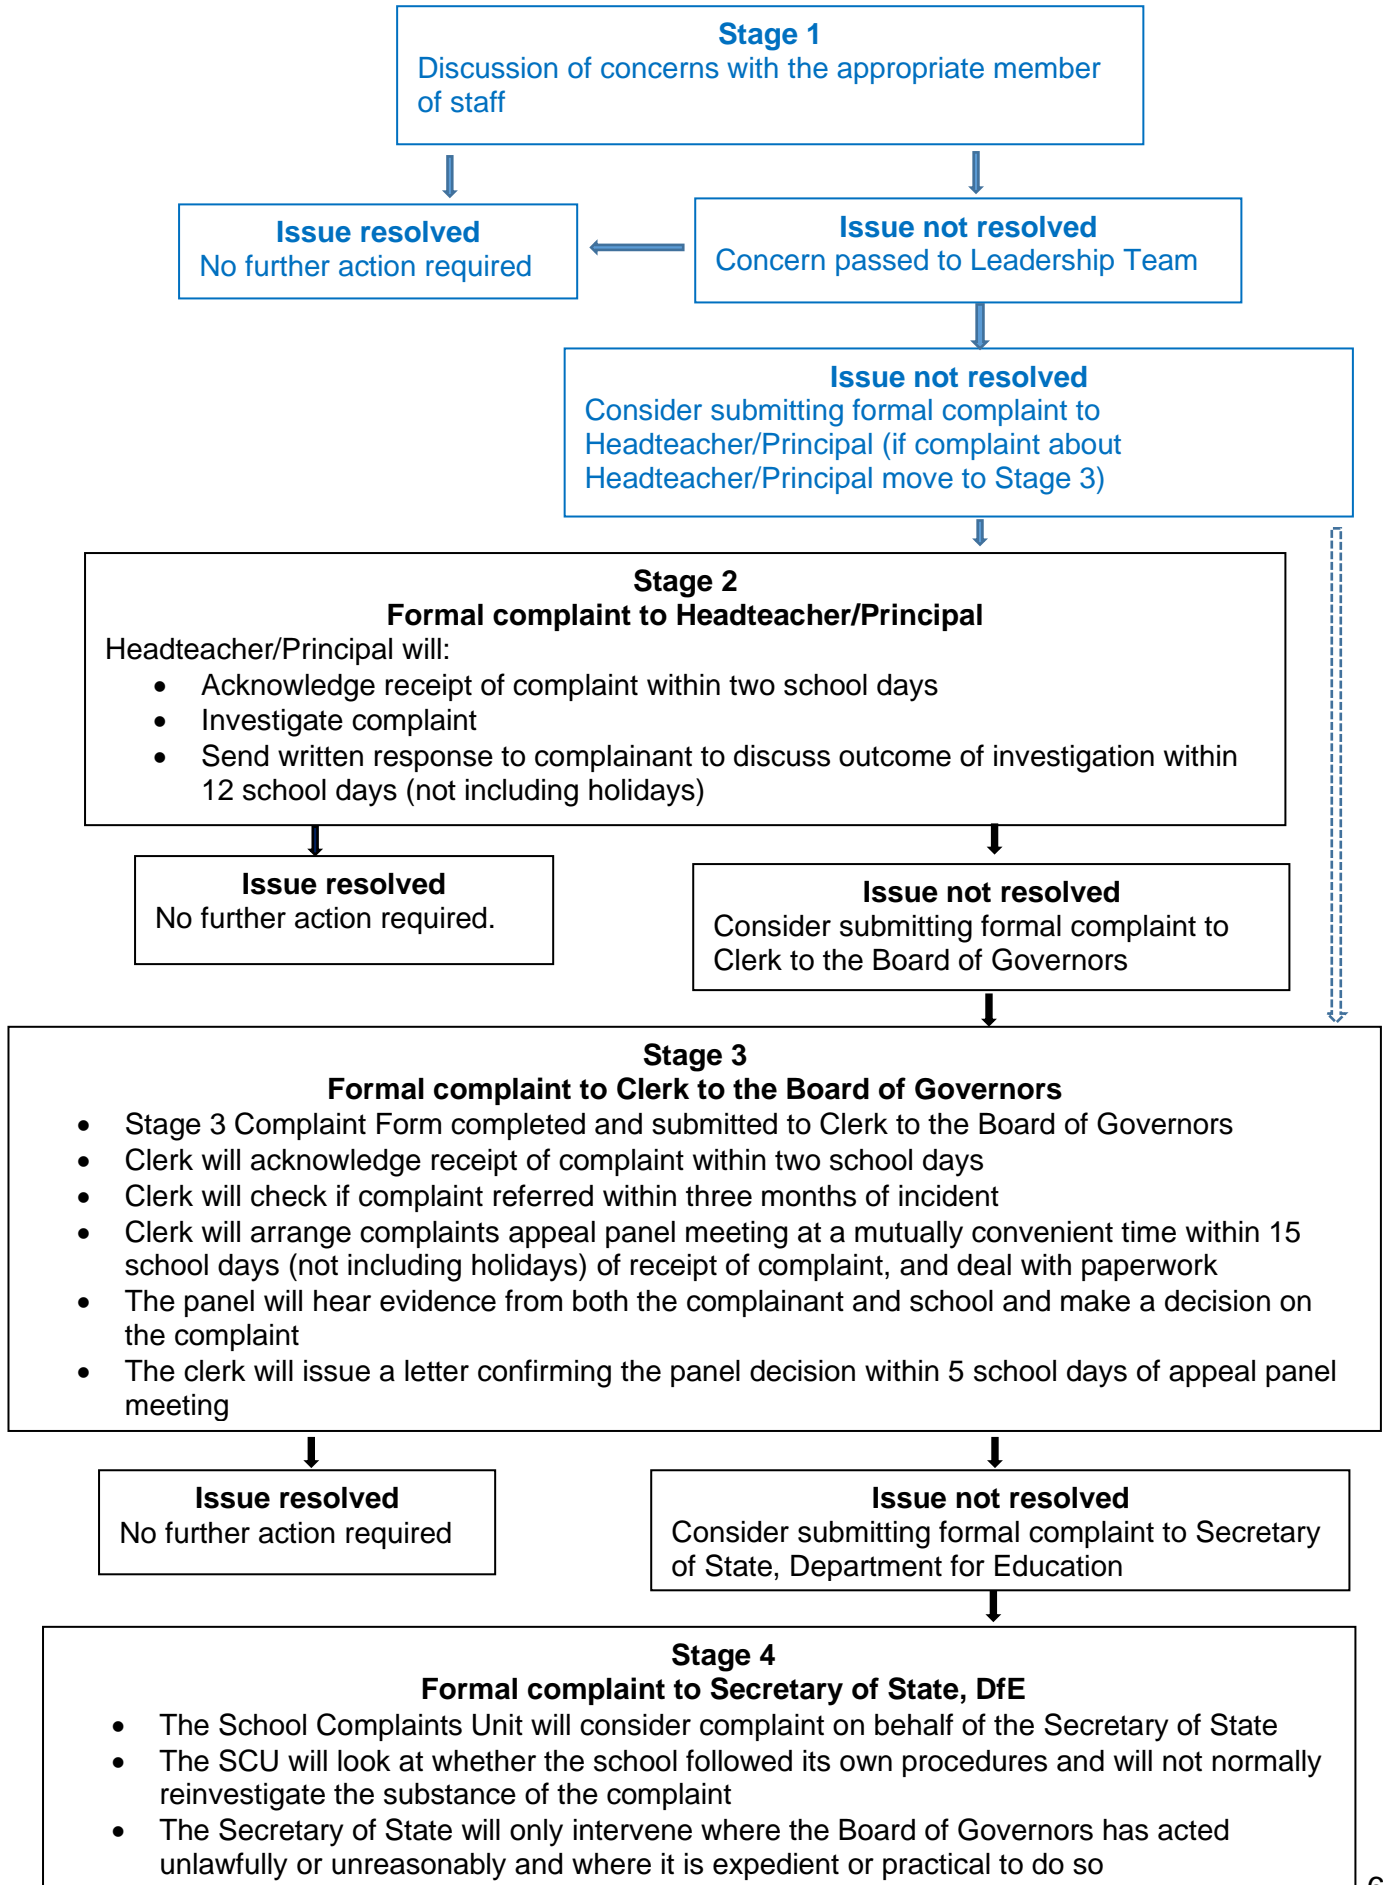 Stage 1
Discussion of concerns with the appropriate member
of staff
Issue resolved
No further action required
Issue not resolved
Concern passed to Leadership Team
Issue not resolved
Consider submitting formal complaint to
Headteacher/Principal (if complaint about
Headteacher/Principal move to Stage 3)
Stage 2
Formal complaint to Headteacher/Principal
Headteacher/Principal will:
• Acknowledge receipt of complaint within two school days
• Investigate complaint
• Send written response to complainant to discuss outcome of investigation within
12 school days (not including holidays)
Issue resolved
No further action required.
Issue not resolved
Consider submitting formal complaint to
Clerk to the Board of Governors
Stage 3
Formal complaint to Clerk to the Board of Governors
• Stage 3 Complaint Form completed and submitted to Clerk to the Board of Governors
• Clerk will acknowledge receipt of complaint within two school days
• Clerk will check if complaint referred within three months of incident
• Clerk will arrange complaints appeal panel meeting at a mutually convenient time within 15
school days (not including holidays) of receipt of complaint, and deal with paperwork
• The panel will hear evidence from both the complainant and school and make a decision on
the complaint
• The clerk will issue a letter confirming the panel decision within 5 school days of appeal panel
meeting
Issue resolved
No further action required
Issue not resolved
Consider submitting formal complaint to Secretary
of State, Department for Education
Stage 4
Formal complaint to Secretary of State, DfE
• The School Complaints Unit will consider complaint on behalf of the Secretary of State
• The SCU will look at whether the school followed its own procedures and will not normally
reinvestigate the substance of the complaint
• The Secretary of State will only intervene where the Board of Governors has acted
unlawfully or unreasonably and where it is expedient or practical to do so